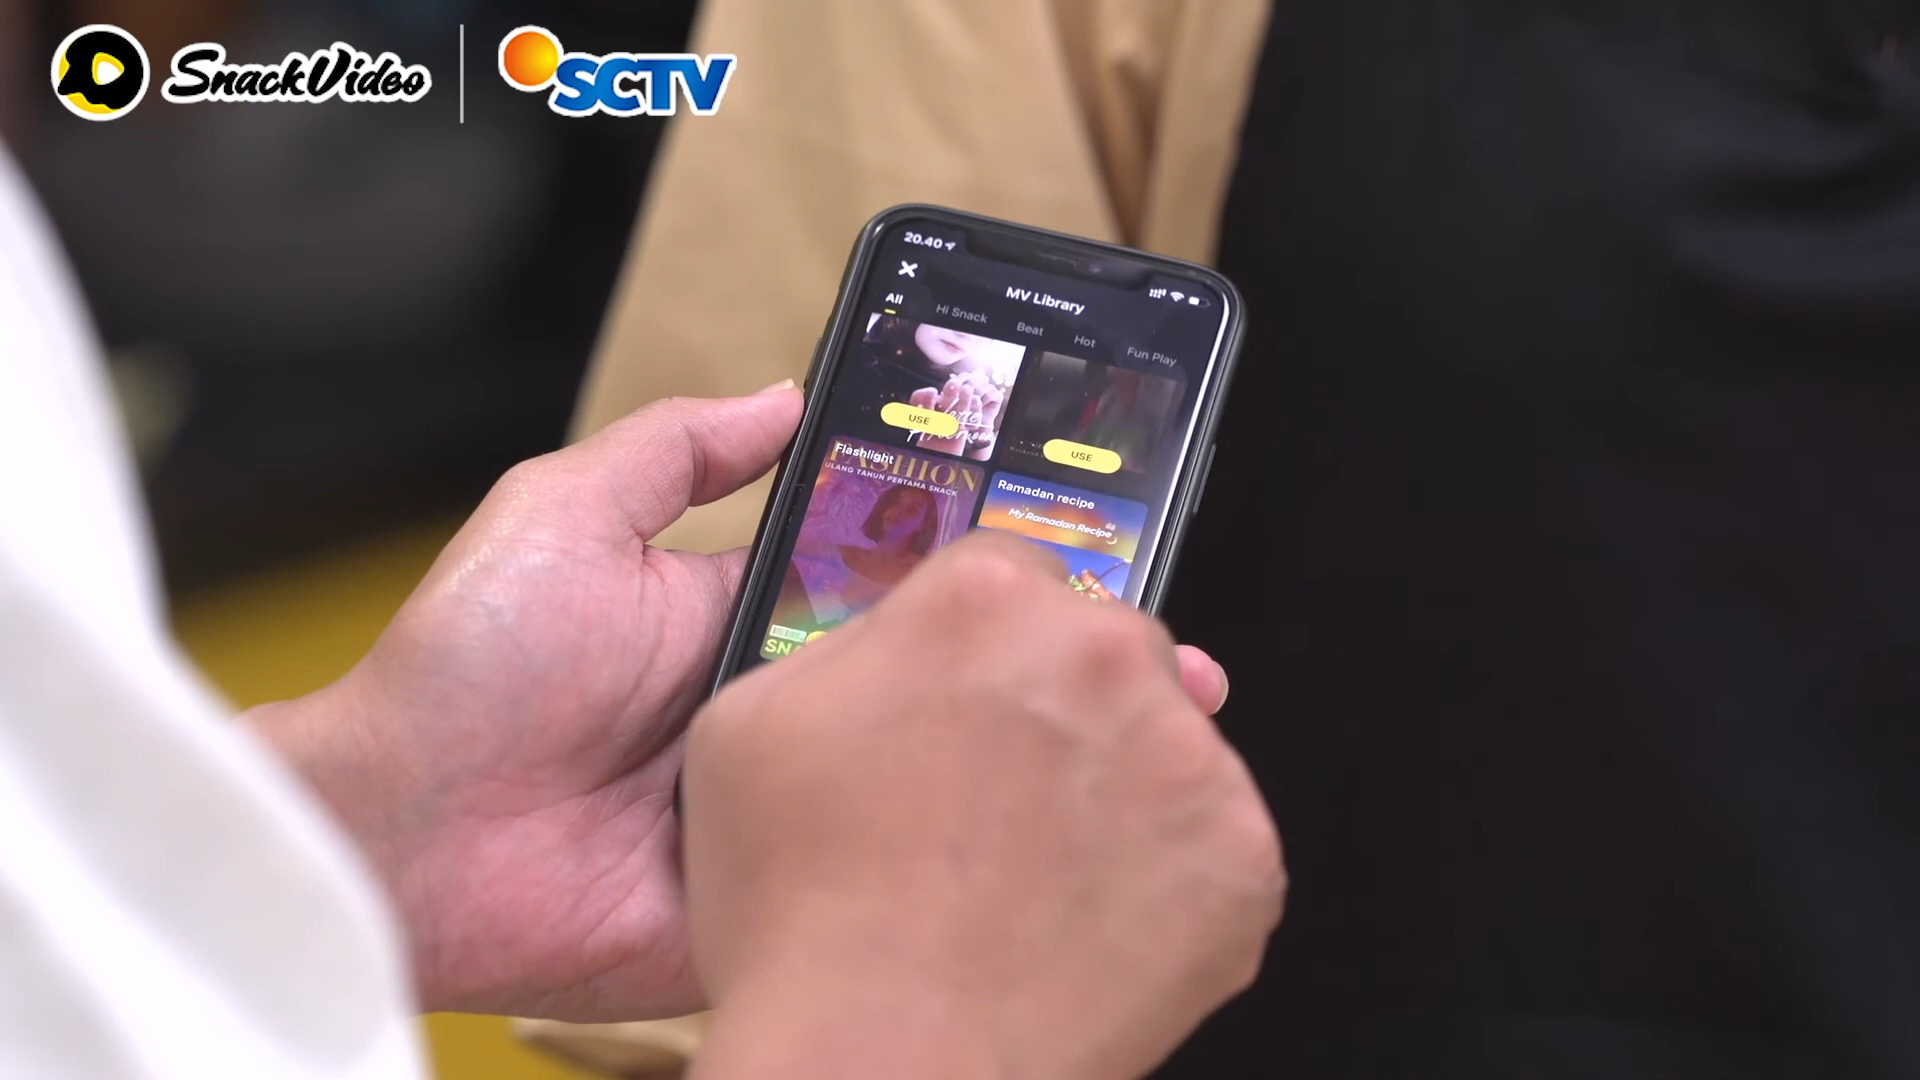 SnackVideo
SCTV
20.40
MV Library
All
Hi Snack
Beat
Hot
Fun Play
USE
USE
Flashlight
FASHION
ULANG TAHUN PERTAMA SNACK
Ramadan recipe
My Ramadan Recipe